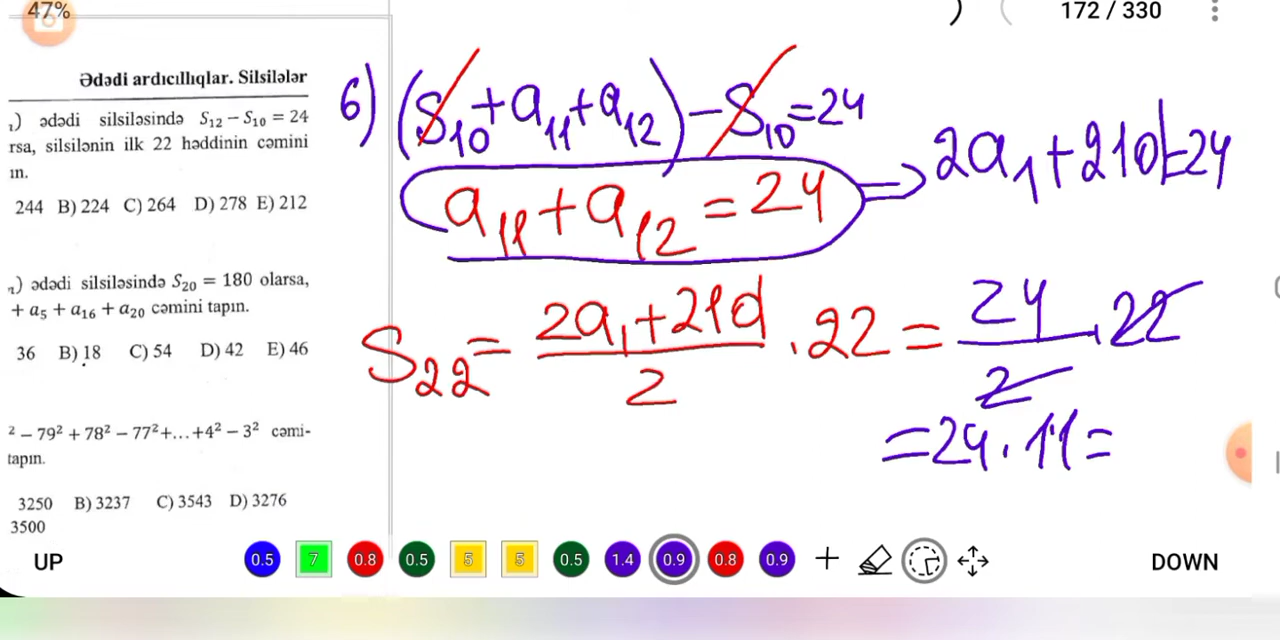 47%
172 / 330
Ədədi ardıcıllıqlar. Silsilələr
ı) ədədi silsiləsində S₁₂ − S₁₀ = 24
rsa, silsilənin ilk 22 həddinin cəmini
ın.
244 B) 224 C) 264 D) 278 E) 212
ı) ədədi silsiləsində S₂₀ = 180 olarsa,
+ a₅ + a₁₆ + a₂₀ cəmini tapın.
36 B) 18 C) 54 D) 42 E) 46
² − 79² + 78² − 77² +…+4² − 3² cəmi-
tapın.
3250 B) 3237 C) 3543 D) 3276
3500
6) (S₁₀ + a₁₁ + a₁₂) − S₁₀ = 24
a₁₁ + a₁₂ = 24 ⇒ 2a₁ + 21d = 24
S₂₂ = (2a₁ + 21d)/2 · 22 = 24/2 · 22
= 24 · 11 =
UP 0.5 7 0.8 0.5 5 5 0.5 1.4 0.9 0.8 0.9 DOWN